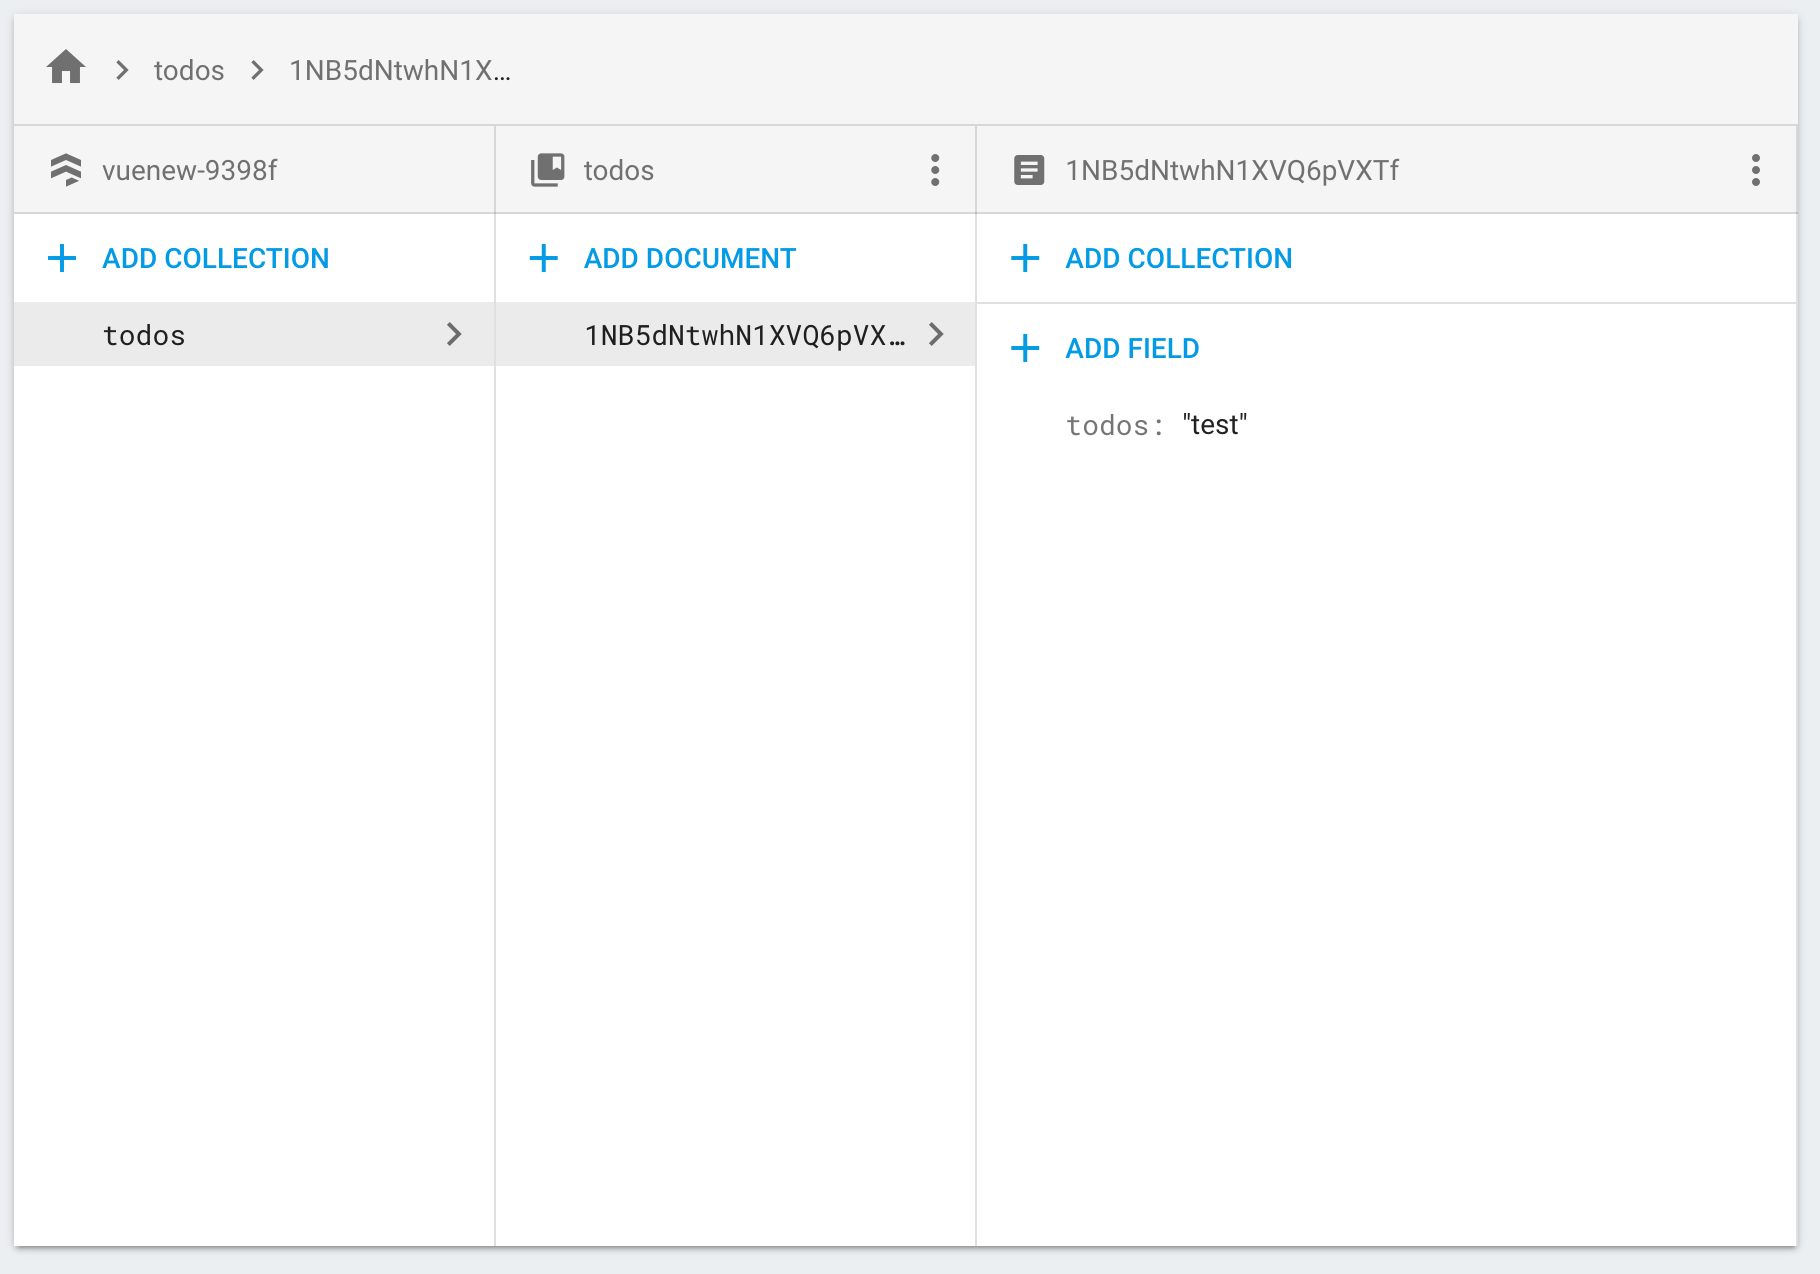 todos 1NB5dNtwhN1X...
vuenew-9398f
todos
1NB5dNtwhN1XVQ6pVXTf
ADD COLLECTION
ADD DOCUMENT
ADD COLLECTION
todos
1NB5dNtwhN1XVQ6pVX...
ADD FIELD
todos: "test"